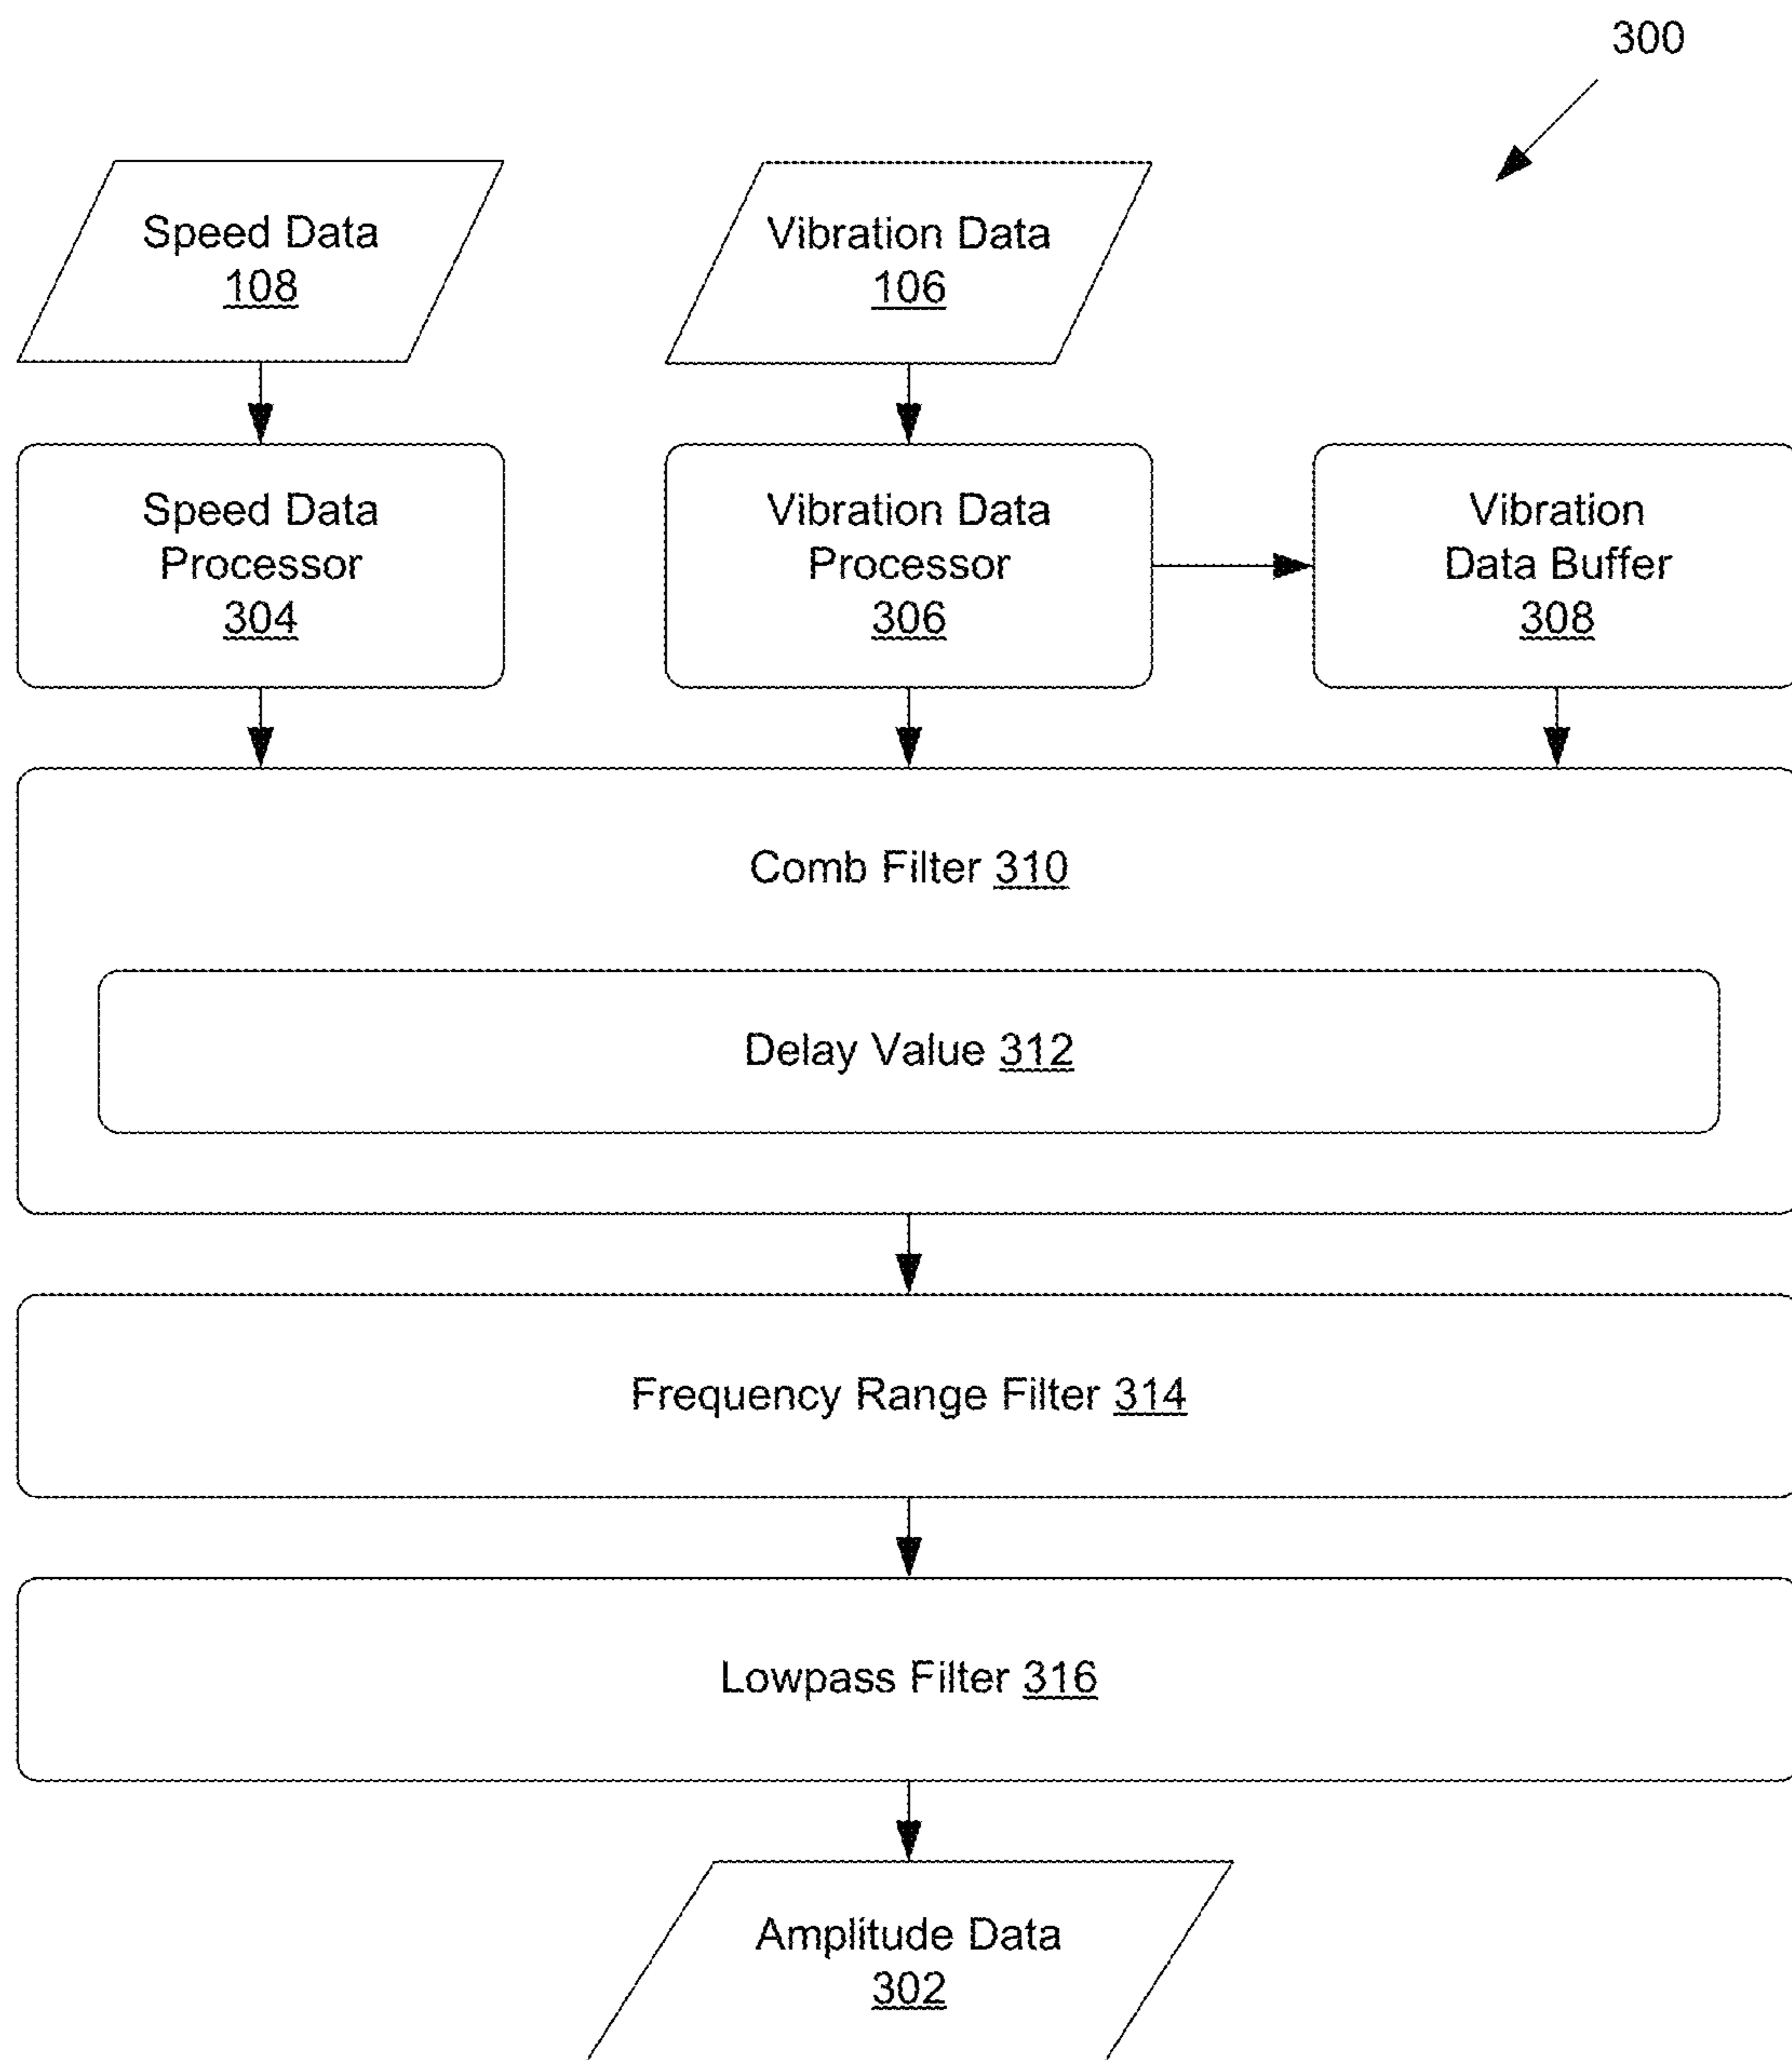 300
Speed Data
108
Vibration Data
106
Speed Data
Processor
304
Vibration Data
Processor
306
Vibration
Data Buffer
308
Comb Filter 310
Delay Value 312
Frequency Range Filter 314
Lowpass Filter 316
Amplitude Data
302